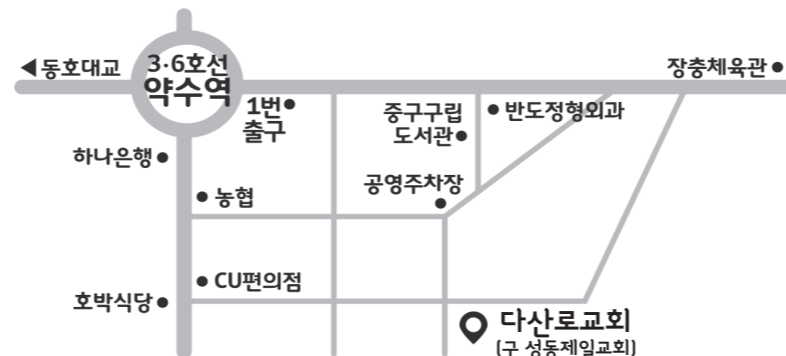 ◀동호대교
3·6호선
약수역
장충체육관
1번
출구
중구구립
도서관
반도정형외과
하나은행
농협
공영주차장
CU편의점
호박식당
다산로교회
(구 성동제일교회)